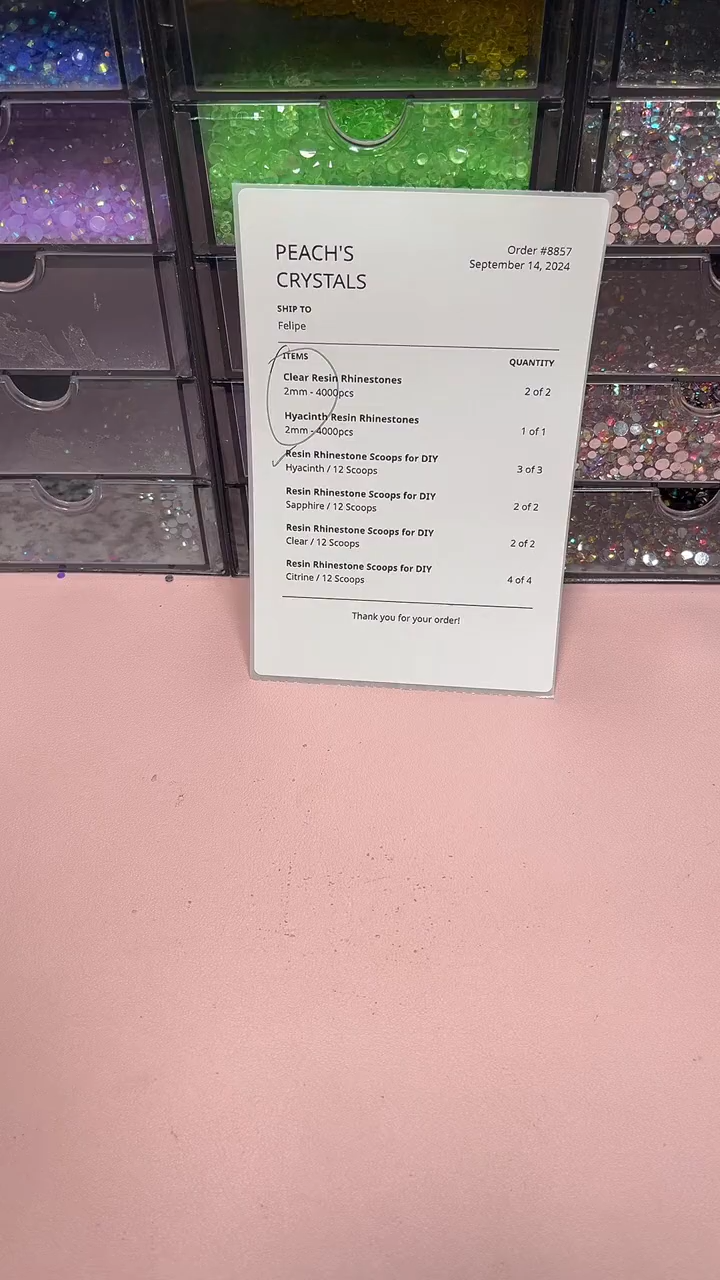 PEACH'S
CRYSTALS
Order #8857
September 14, 2024
SHIP TO
Felipe
ITEMS QUANTITY
Clear Resin Rhinestones
2mm - 4000pcs 2 of 2
Hyacinth Resin Rhinestones
2mm - 4000pcs 1 of 1
Resin Rhinestone Scoops for DIY
Hyacinth / 12 Scoops 3 of 3
Resin Rhinestone Scoops for DIY
Sapphire / 12 Scoops 2 of 2
Resin Rhinestone Scoops for DIY
Clear / 12 Scoops 2 of 2
Resin Rhinestone Scoops for DIY
Citrine / 12 Scoops 4 of 4
Thank you for your order!